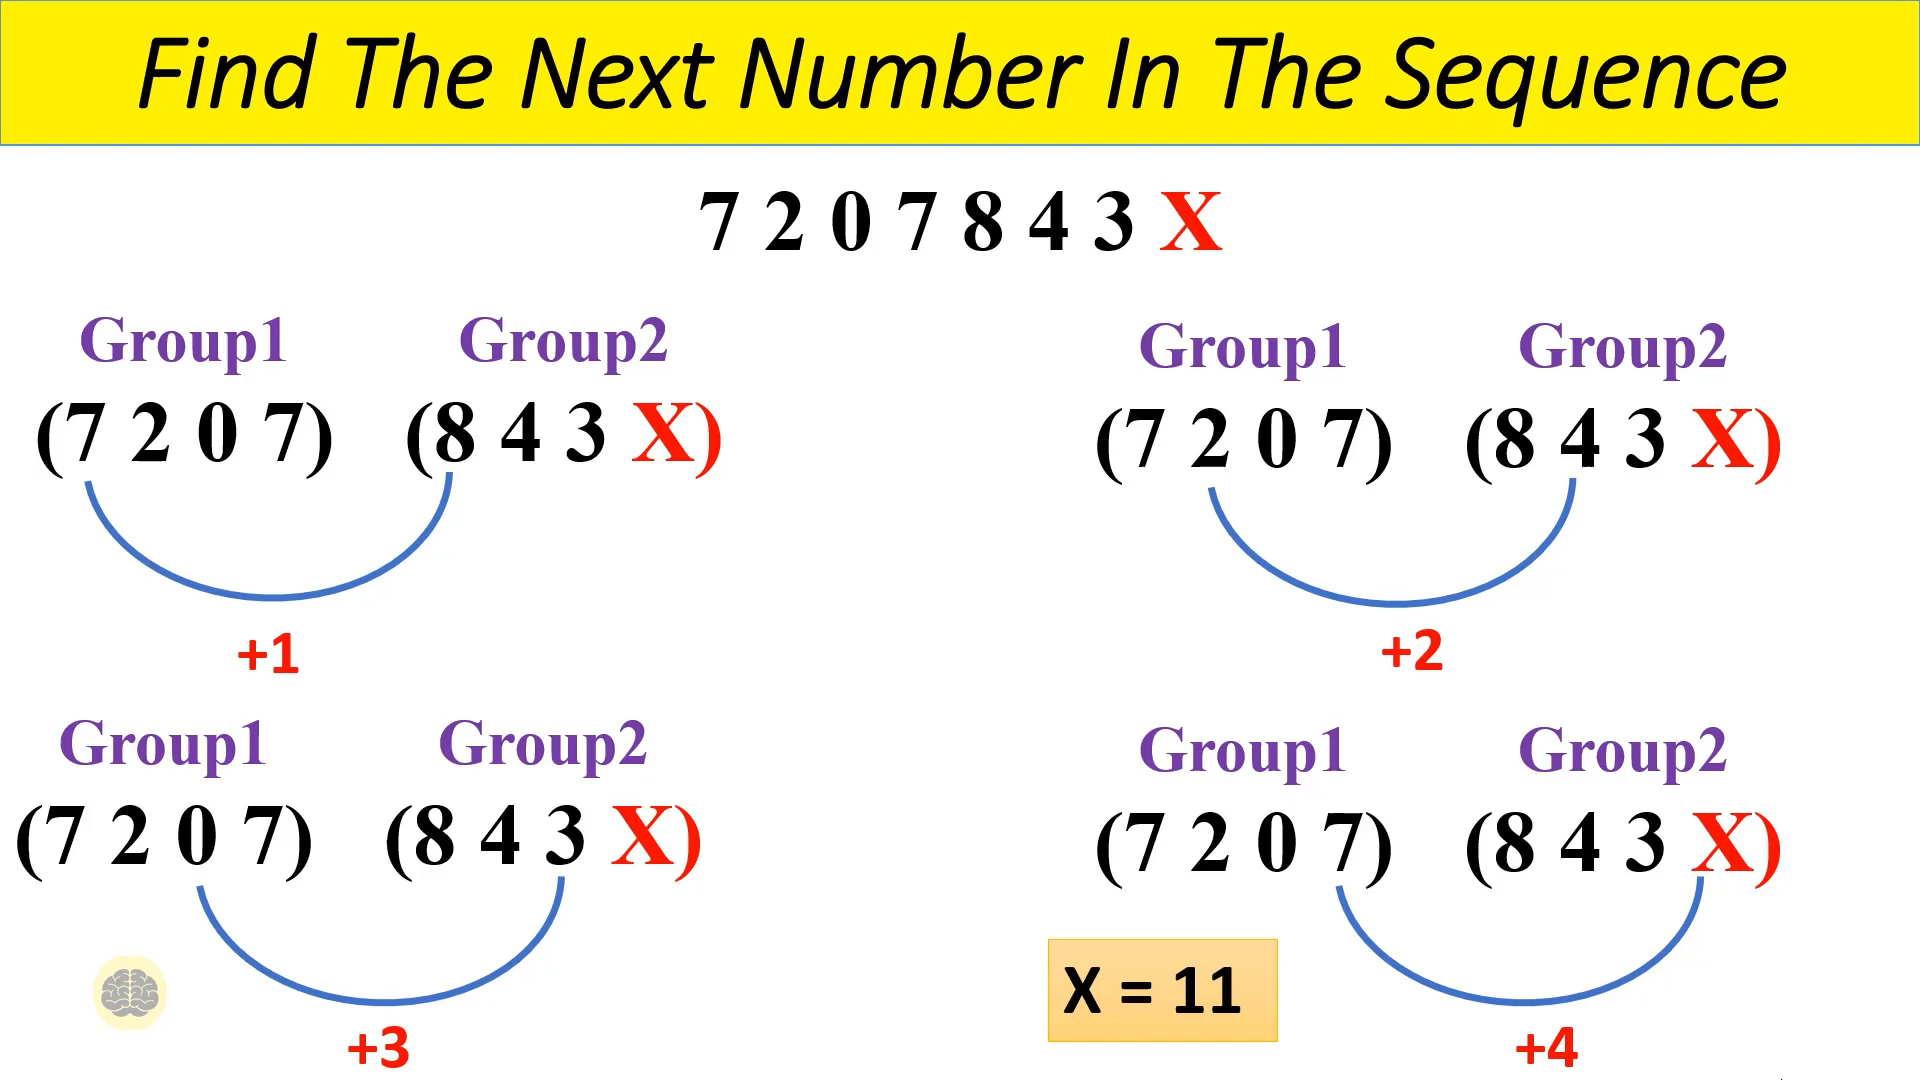 Find The Next Number In The Sequence
7 2 0 7 8 4 3 X
Group1 Group2
(7 2 0 7) (8 4 3 X)
+1
Group1 Group2
(7 2 0 7) (8 4 3 X)
+2
Group1 Group2
(7 2 0 7) (8 4 3 X)
+3
Group1 Group2
(7 2 0 7) (8 4 3 X)
X = 11
+4